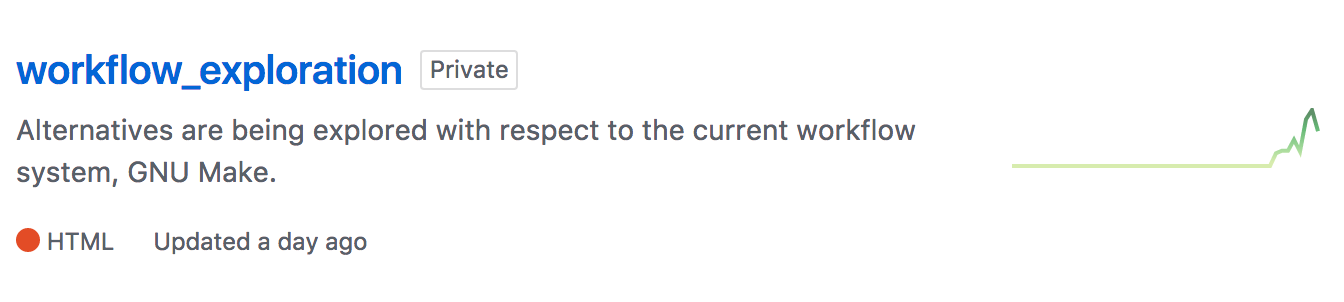 workflow_exploration Private
Alternatives are being explored with respect to the current workflow
system, GNU Make.
HTML Updated a day ago